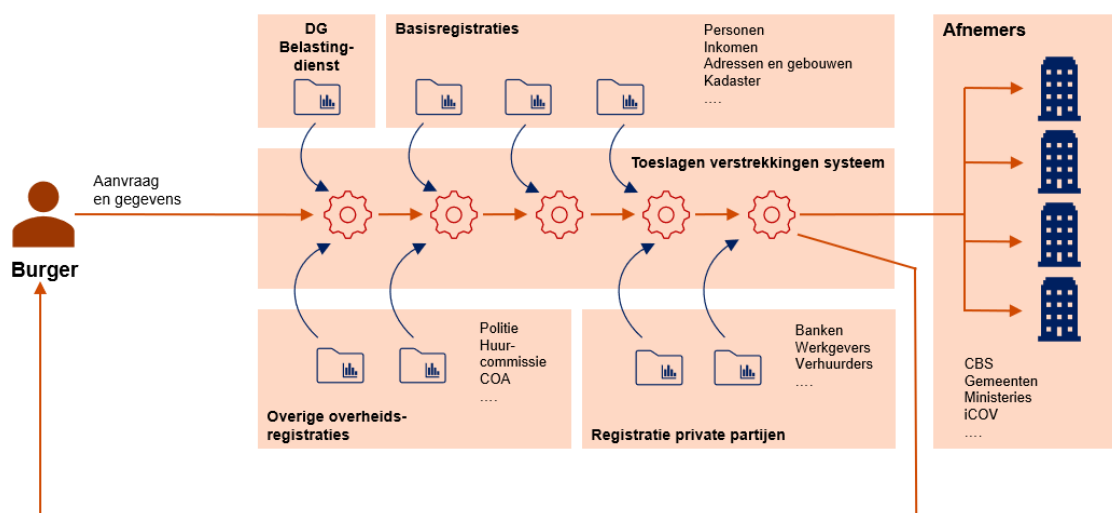 DG
Belasting-
dienst
Basisregistraties
Personen
Inkomen
Adressen en gebouwen
Kadaster
....
Afnemers
Toeslagen verstrekkingen systeem
Aanvraag
en gegevens
Burger
Politie
Huur-
commissie
COA
....
Overige overheids-
registraties
Banken
Werkgevers
Verhuurders
....
Registratie private partijen
CBS
Gemeenten
Ministeries
iCOV
....